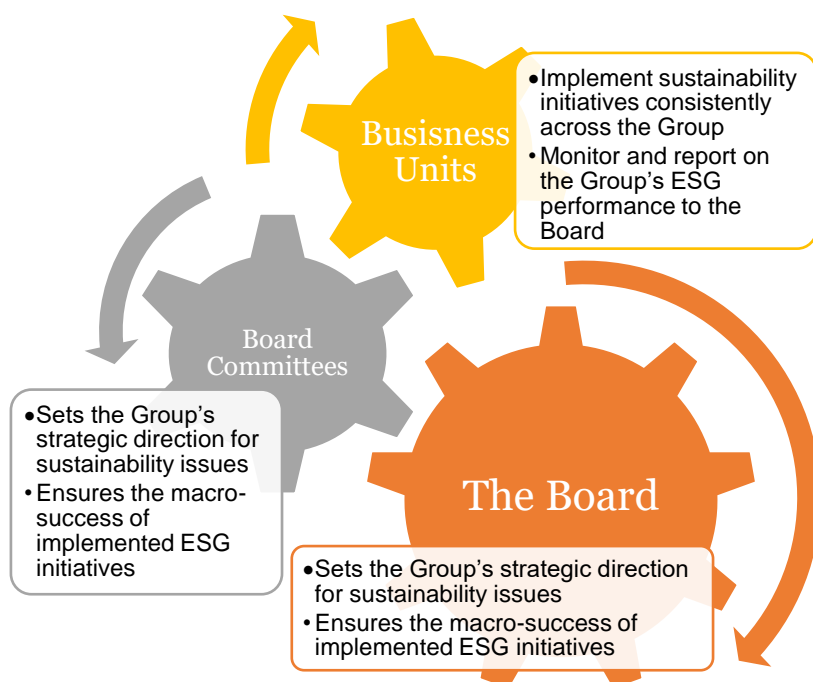 Busisness
Units
•Implement sustainability
initiatives consistently
across the Group
• Monitor and report on
the Group's ESG
performance to the
Board
Board
Committees
•Sets the Group's
strategic direction for
sustainability issues
• Ensures the macro-
success of
implemented ESG
initiatives
The Board
•Sets the Group's strategic direction
for sustainability issues
• Ensures the macro-success of
implemented ESG initiatives